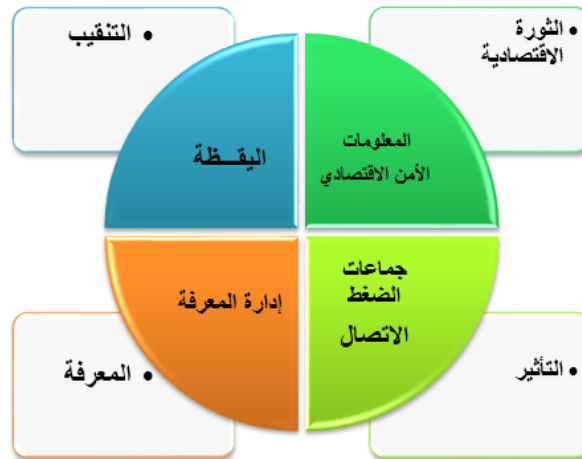 • الثورة
الاقتصادية
• التنقيب
المعلومات
الأمن الاقتصادي
اليقـــظة
جماعات
الضغط
الاتصال
إدارة المعرفة
• التأثير
• المعرفة